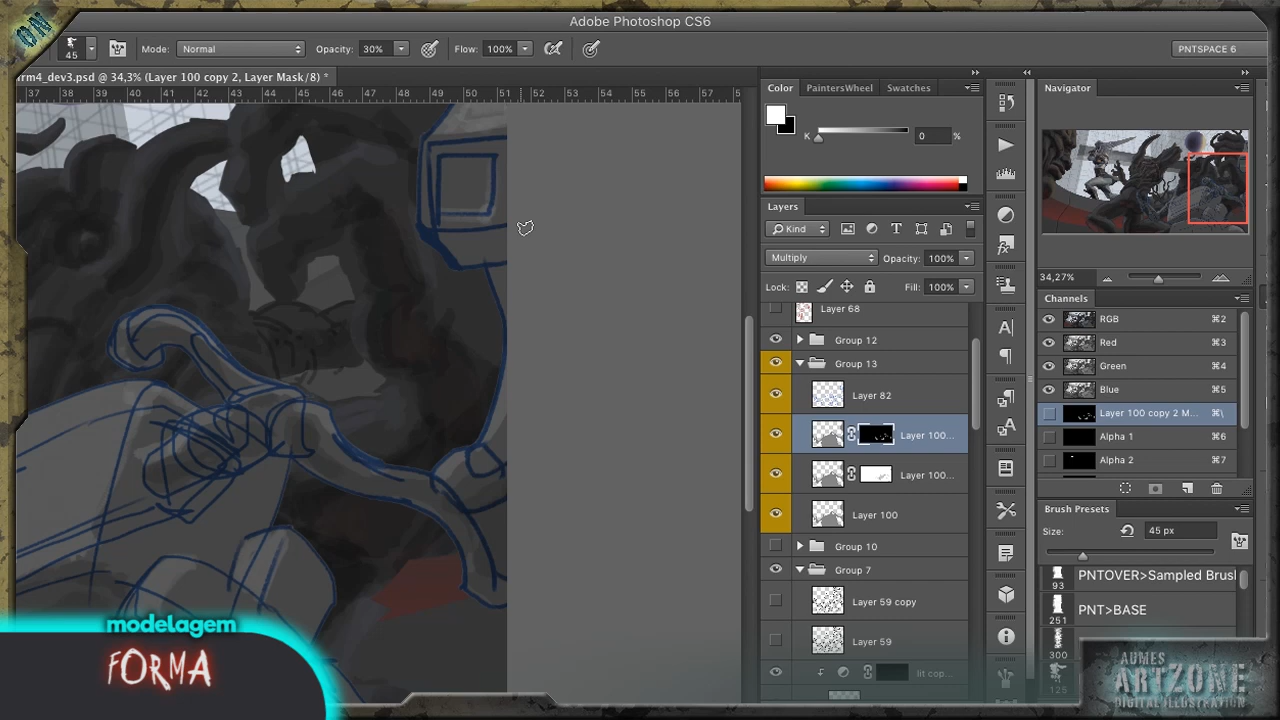 Adobe Photoshop CS6
45
Mode: Normal
Opacity: 30%
Flow: 100%
PNTSPACE 6
rm4_dev3.psd @ 34,3% (Layer 100 copy 2, Layer Mask/8) *
37 38 39 40 41 42 43 44 45 46 47 48 49 50 51 52 53 54 55 56 57 5
Color PaintersWheel Swatches
K 0 %
Layers
Kind
Multiply Opacity: 100%
Lock: Fill: 100%
Layer 68
Group 12
Group 13
Layer 82
Layer 100...
Layer 100...
Layer 100
Group 10
Group 7
Layer 59 copy
Layer 59
lit cop...
Navigator
34,27%
Channels
RGB ⌘2
Red ⌘3
Green ⌘4
Blue ⌘5
Layer 100 copy 2 M... ⌘\
Alpha 1 ⌘6
Alpha 2 ⌘7
Brush Presets
Size: 45 px
93 PNTOVER>Sampled Brush
251 PNT>BASE
300
125
modelagem
FORMA
AUMES
ARTZONE
DIGITAL ILLUSTRATION